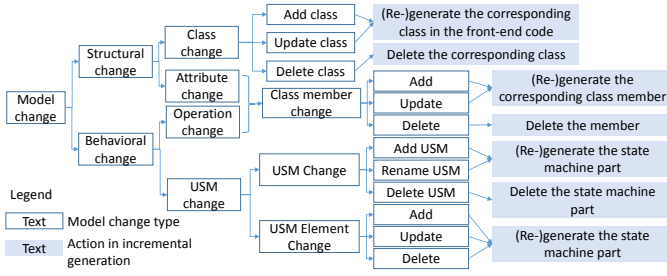 Model
change
Structural
change
Behavioral
change
Class
change
Attribute
change
Operation
change
USM
change
Add class
Update class
Delete class
(Re-)generate the corresponding
class in the front-end code
Delete the corresponding class
Class member
change
Add
Update
Delete
(Re-)generate the
corresponding class member
Delete the member
USM Change
Add USM
Rename USM
Delete USM
(Re-)generate the state
machine part
Delete the state machine
part
USM Element
Change
Add
Update
Delete
(Re-)generate the state
machine part
Legend
Text Model change type
Text Action in incremental
generation